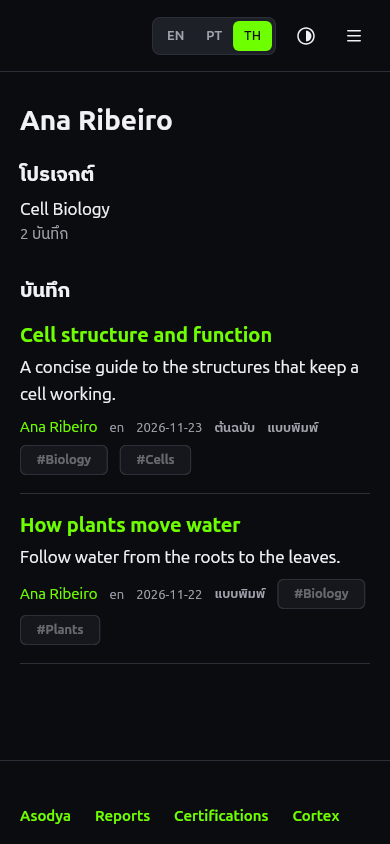 EN PT TH
Ana Ribeiro
โปรเจกต์
Cell Biology
2 บันทึก
บันทึก
Cell structure and function
A concise guide to the structures that keep a
cell working.
Ana Ribeiro en 2026-11-23 ต้นฉบับ แบบพิมพ์
#Biology #Cells
How plants move water
Follow water from the roots to the leaves.
Ana Ribeiro en 2026-11-22 แบบพิมพ์ #Biology
#Plants
Asodya Reports Certifications Cortex